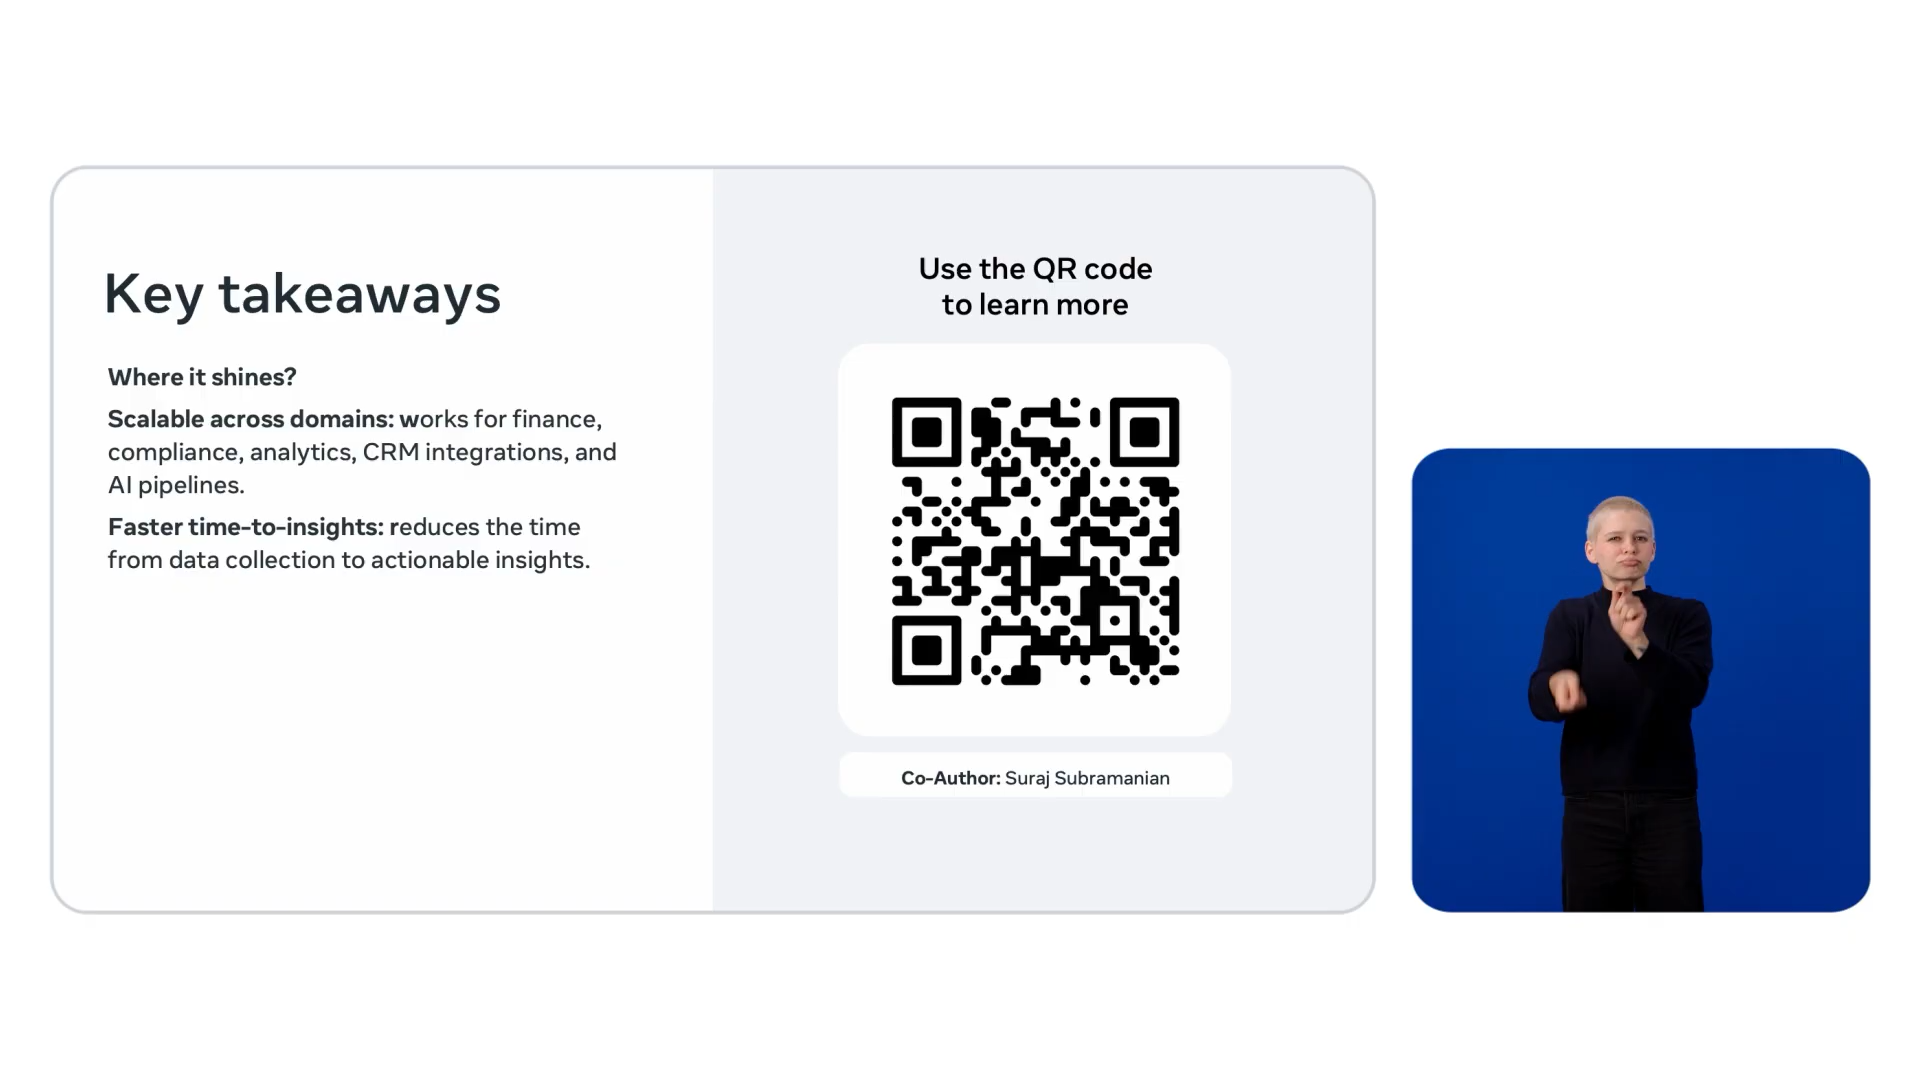 Key takeaways
Where it shines?
Scalable across domains: works for finance,
compliance, analytics, CRM integrations, and
AI pipelines.
Faster time-to-insights: reduces the time
from data collection to actionable insights.
Use the QR code
to learn more
Co-Author: Suraj Subramanian